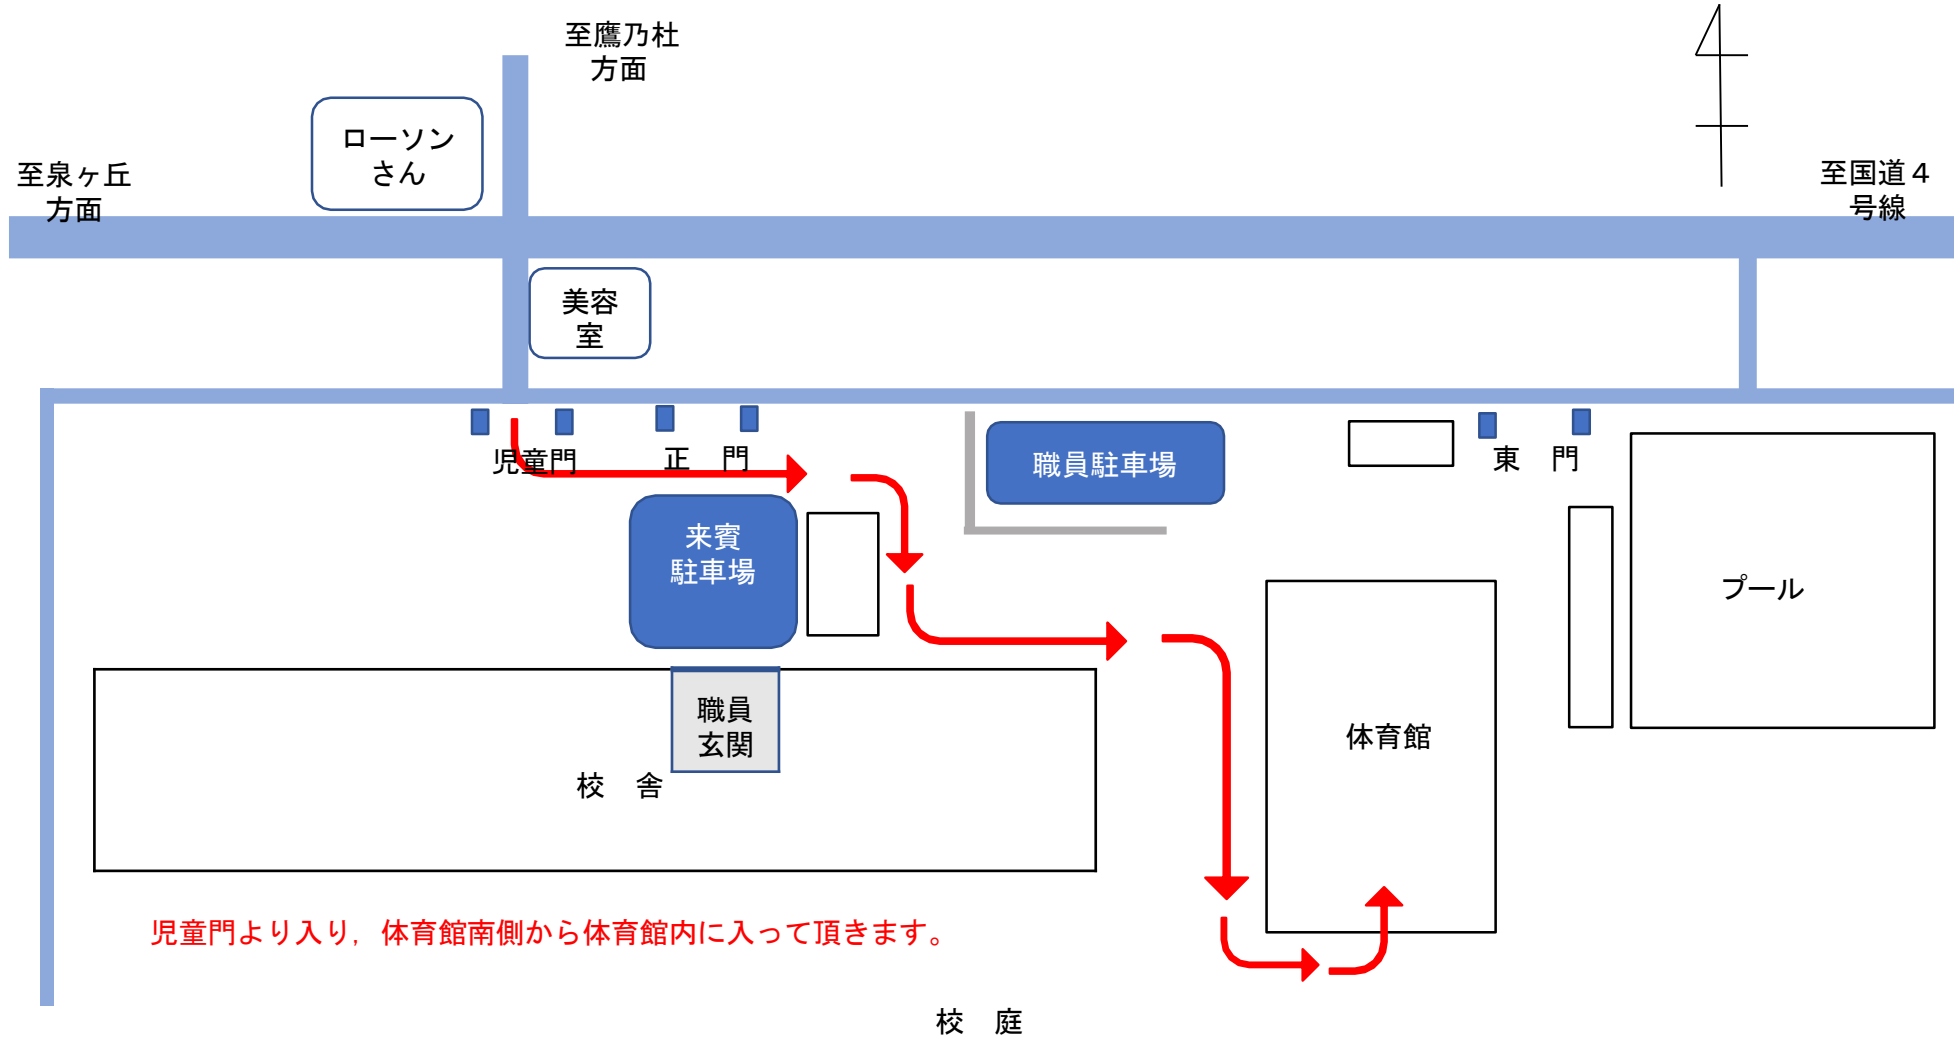 至鷹乃杜
方面
ローソン
さん
至泉ヶ丘
方面
至国道４
号線
美容
室
児童門
正　門
職員駐車場
東　門
来賓
駐車場
プール
職員
玄関
体育館
校　舎
児童門より入り，体育館南側から体育館内に入って頂きます。
校　庭